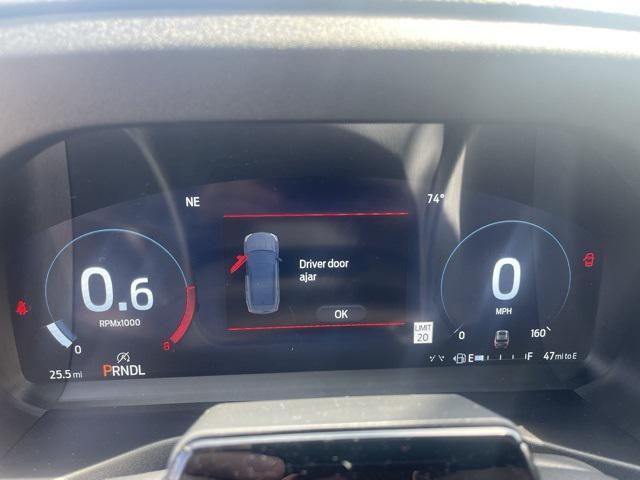 NE
74°
Driver door
ajar
OK
0.6
RPMx1000
0
8
0
MPH
0
160
LIMIT
20
25.5 mi
PRNDL
E
F
47 mi to E